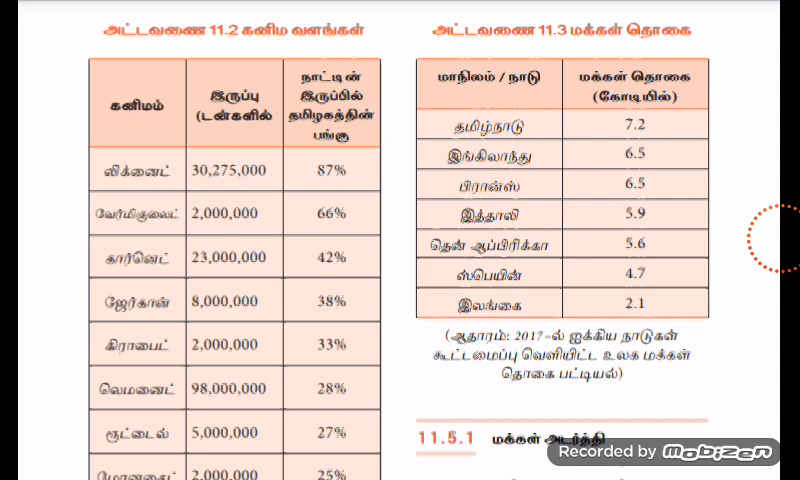 அட்டவணை 11.2 கனிம வளங்கள்
கனிமம்
இருப்பு (டன்களில்
நாட்டின் இருப்பில் தமிழகத்தின் பங்கு
லிக்னைட் 30,275,000 87%
வேர்மிகுலைட் 2,000,000 66%
கார்னெட் 23,000,000 42%
ஜேர்கான் 8,000,000 38%
கிராபைட் 2,000,000 33%
லெமனைட் 98,000,000 28%
ரூட்டைல் 5,000,000 27%
மோனசைட் 2,000,000 25%
அட்டவணை 11.3 மக்கள் தொகை
மாநிலம் / நாடு
மக்கள் தொகை (கோடியில்)
தமிழ்நாடு 7.2
இங்கிலாந்து 6.5
பிரான்ஸ் 6.5
இத்தாலி 5.9
தென் ஆப்பிரிக்கா 5.6
ஸ்பெயின் 4.7
இலங்கை 2.1
(ஆதாரம்: 2017-ல் ஐக்கிய நாடுகள்
கூட்டமைப்பு வெளியிட்ட உலக மக்கள்
தொகை பட்டியல்)
11.5.1 மக்கள் அடர்த்தி
Recorded by mobizen